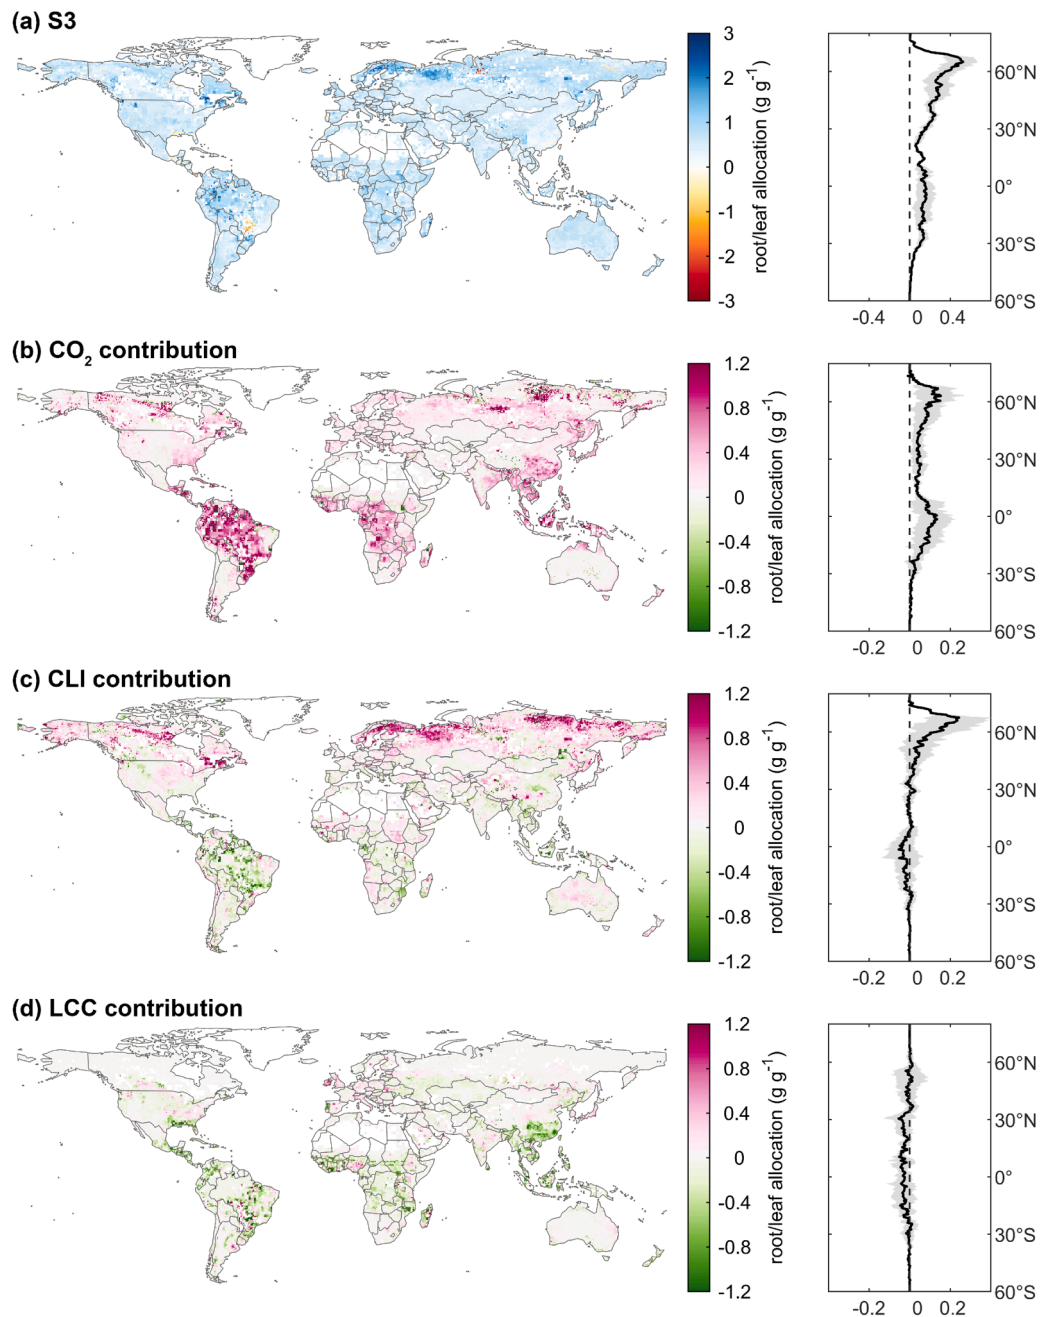 (a) S3
3
2
1
0
-1
-2
-3
root/leaf allocation (g g⁻¹)
60°N
30°N
0°
30°S
60°S
-0.4 0 0.4
(b) CO₂ contribution
1.2
0.8
0.4
0
-0.4
-0.8
-1.2
root/leaf allocation (g g⁻¹)
60°N
30°N
0°
30°S
60°S
-0.2 0 0.2
(c) CLI contribution
1.2
0.8
0.4
0
-0.4
-0.8
-1.2
root/leaf allocation (g g⁻¹)
60°N
30°N
0°
30°S
60°S
-0.2 0 0.2
(d) LCC contribution
1.2
0.8
0.4
0
-0.4
-0.8
-1.2
root/leaf allocation (g g⁻¹)
60°N
30°N
0°
30°S
60°S
-0.2 0 0.2